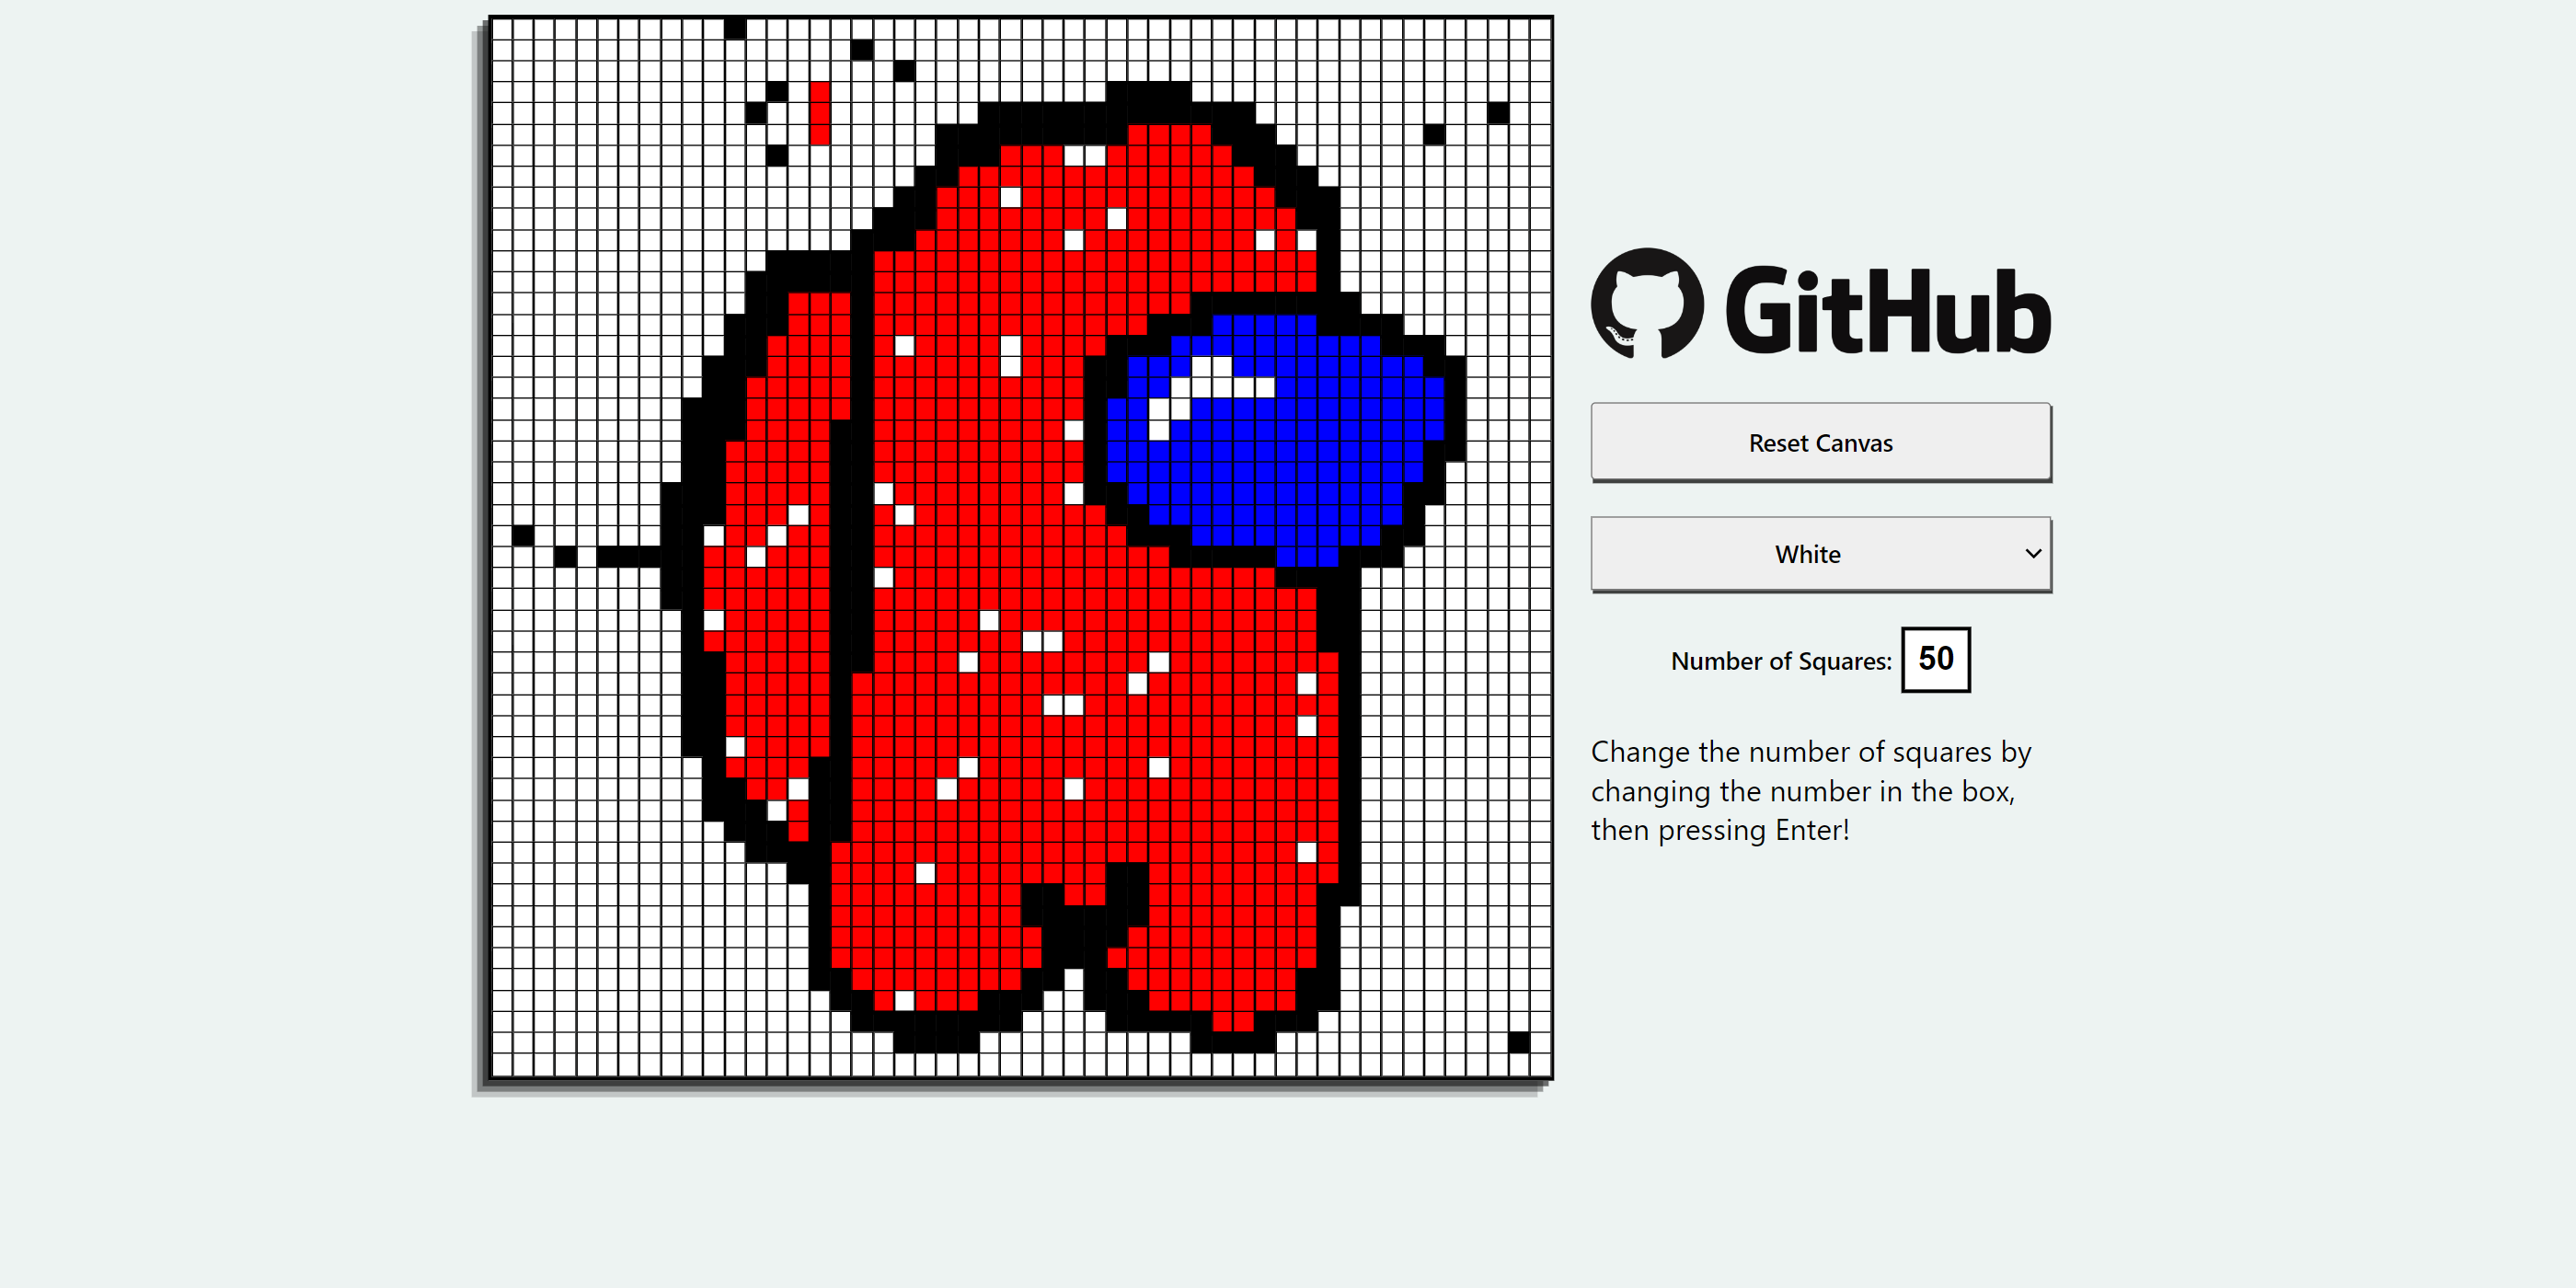 GitHub
Reset Canvas
White
Number of Squares: 50
Change the number of squares by
changing the number in the box,
then pressing Enter!